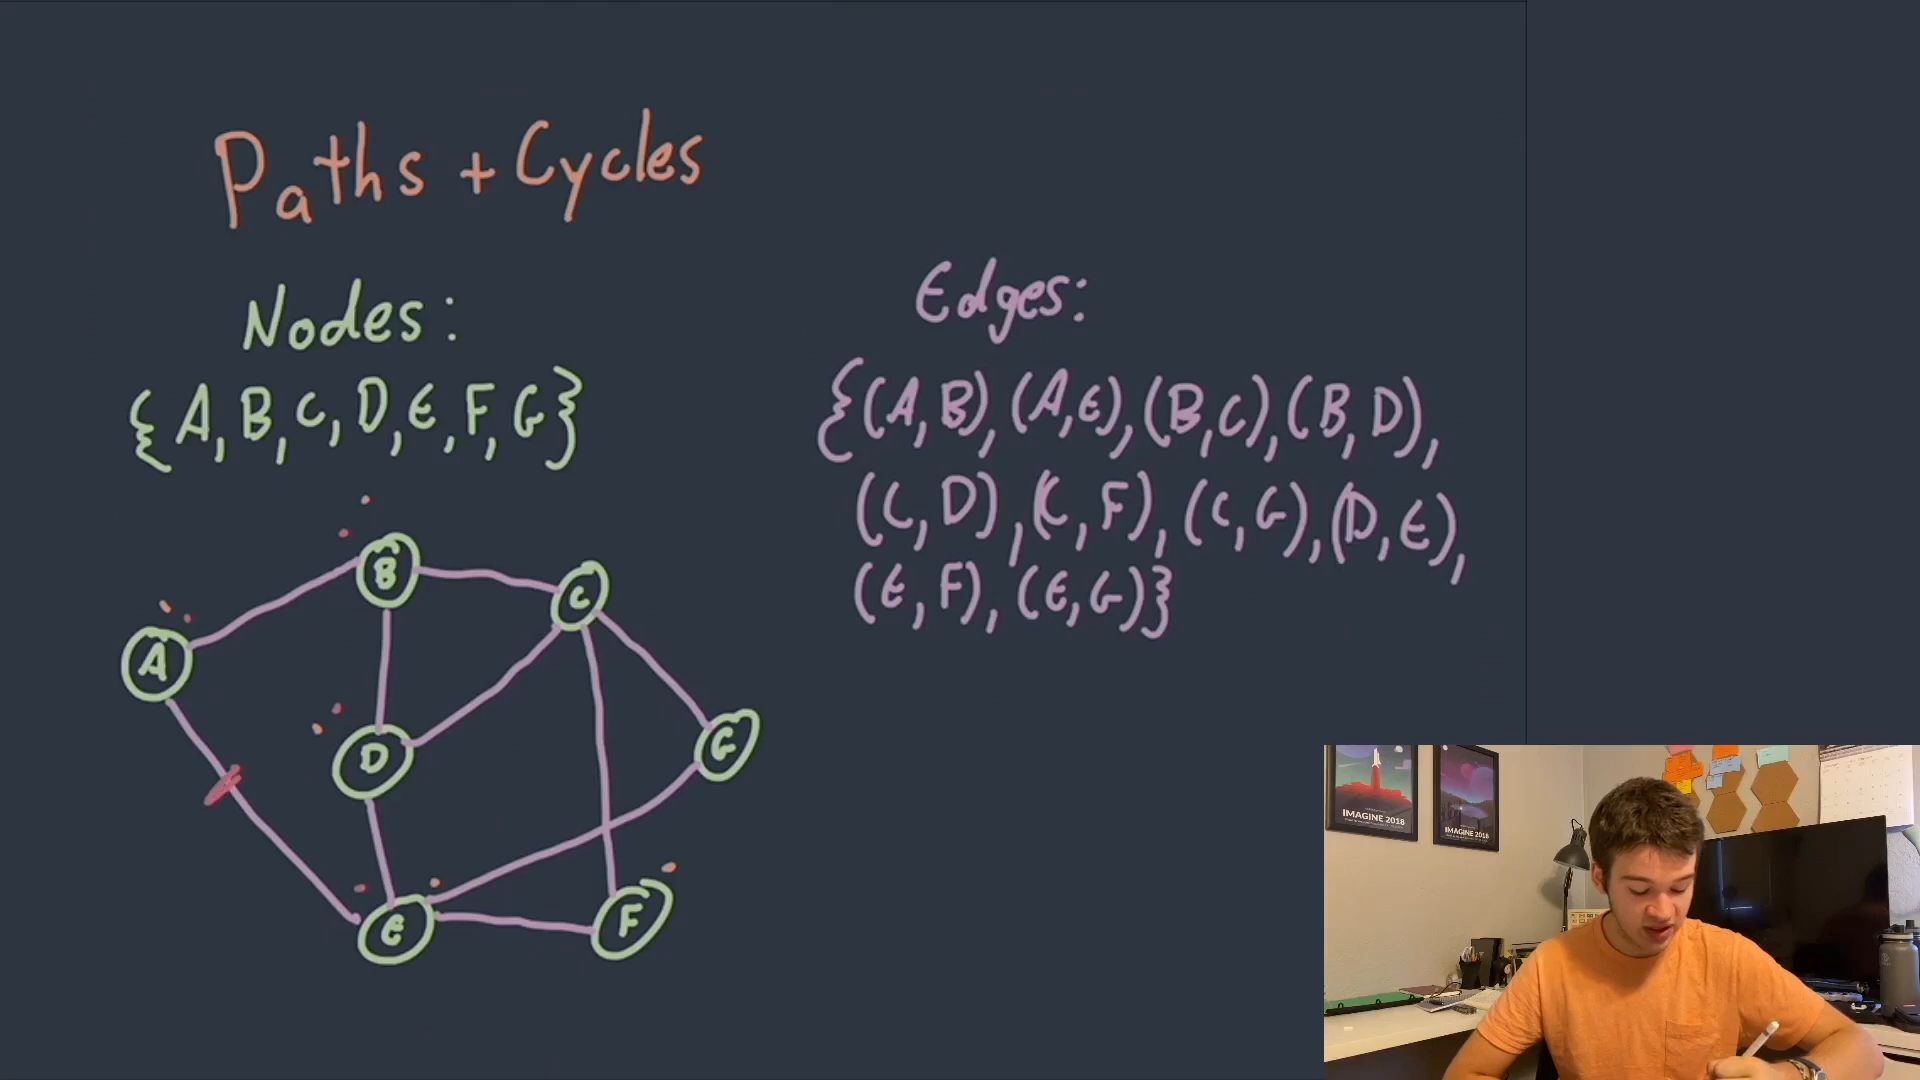 Paths + Cycles
Nodes:
{A, B, C, D, E, F, G}
Edges:
{(A, B), (A, E), (B, C), (B, D),
(C, D), (C, F), (C, G), (D, E),
(E, F), (E, G)}
B
C
A
G
D
E
F
IMAGINE 2018
IMAGINE 2018